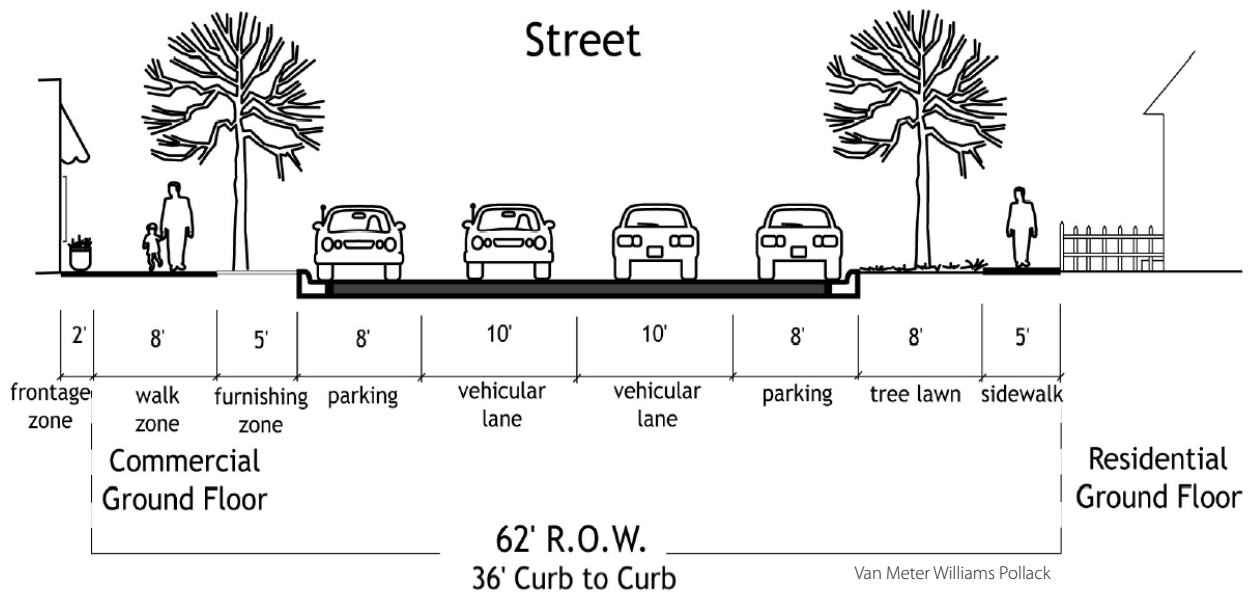 Street
2'
8'
5'
8'
10'
10'
8'
8'
5'
frontage
zone
walk
zone
furnishing
zone
parking
vehicular
lane
vehicular
lane
parking
tree lawn
sidewalk
Commercial
Ground Floor
Residential
Ground Floor
62' R.O.W.
36' Curb to Curb
Van Meter Williams Pollack